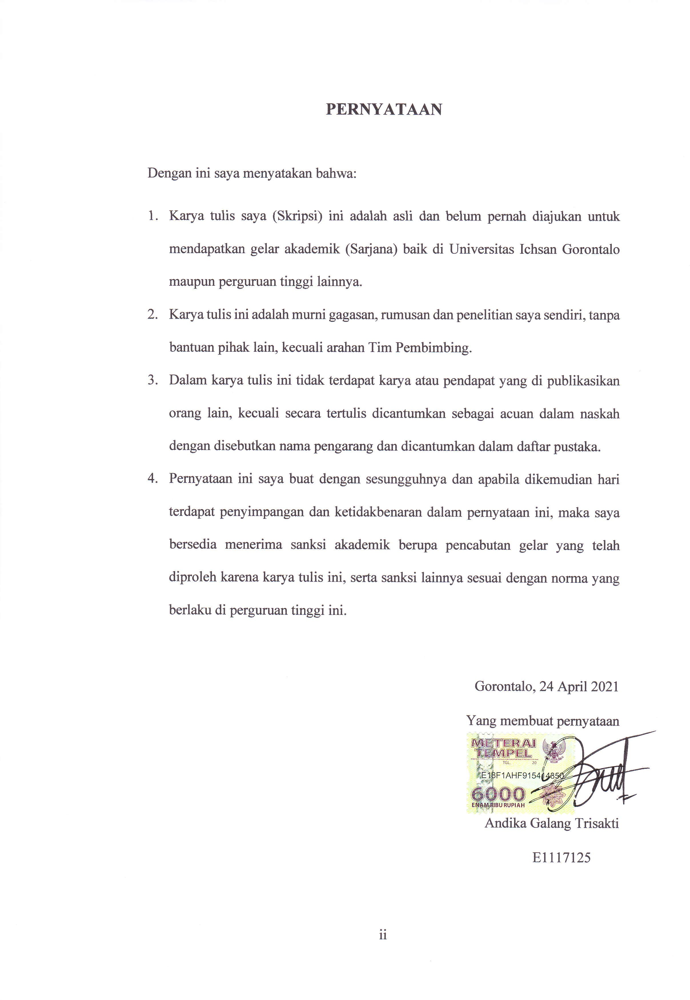 PERNYATAAN
Dengan ini saya menyatakan bahwa:
1. Karya tulis saya (Skripsi) ini adalah asli dan belum pernah diajukan untuk
mendapatkan gelar akademik (Sarjana) baik di Universitas Ichsan Gorontalo
maupun perguruan tinggi lainnya.
2. Karya tulis ini adalah murni gagasan, rumusan dan penelitian saya sendiri, tanpa
bantuan pihak lain, kecuali arahan Tim Pembimbing.
3. Dalam karya tulis ini tidak terdapat karya atau pendapat yang di publikasikan
orang lain, kecuali secara tertulis dicantumkan sebagai acuan dalam naskah
dengan disebutkan nama pengarang dan dicantumkan dalam daftar pustaka.
4. Pernyataan ini saya buat dengan sesungguhnya dan apabila dikemudian hari
terdapat penyimpangan dan ketidakbenaran dalam pernyataan ini, maka saya
bersedia menerima sanksi akademik berupa pencabutan gelar yang telah
diproleh karena karya tulis ini, serta sanksi lainnya sesuai dengan norma yang
berlaku di perguruan tinggi ini.
Gorontalo, 24 April 2021
Yang membuat pernyataan
METERAI
TEMPEL
TGL. 20
E18F1AHF915414350
6000
ENAM RIBU RUPIAH
Andika Galang Trisakti
E1117125
ii